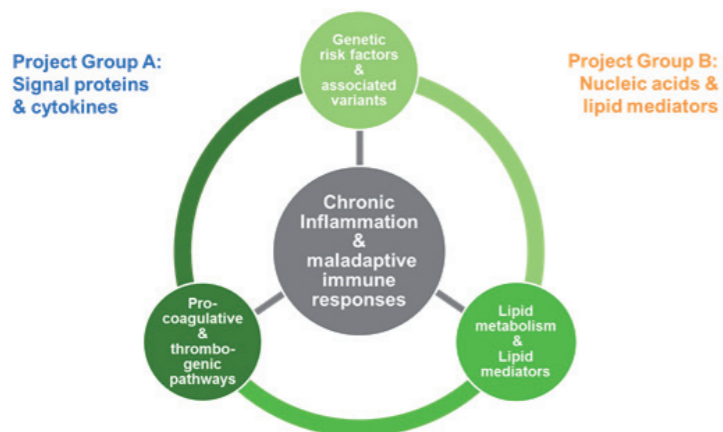 Project Group A:
Signal proteins
& cytokines
Genetic
risk factors
&
associated
variants
Project Group B:
Nucleic acids &
lipid mediators
Chronic
Inflammation
&
maladaptive
immune
responses
Pro-
coagulative
&
thrombo-
genic
pathways
Lipid
metabolism
&
Lipid
mediators